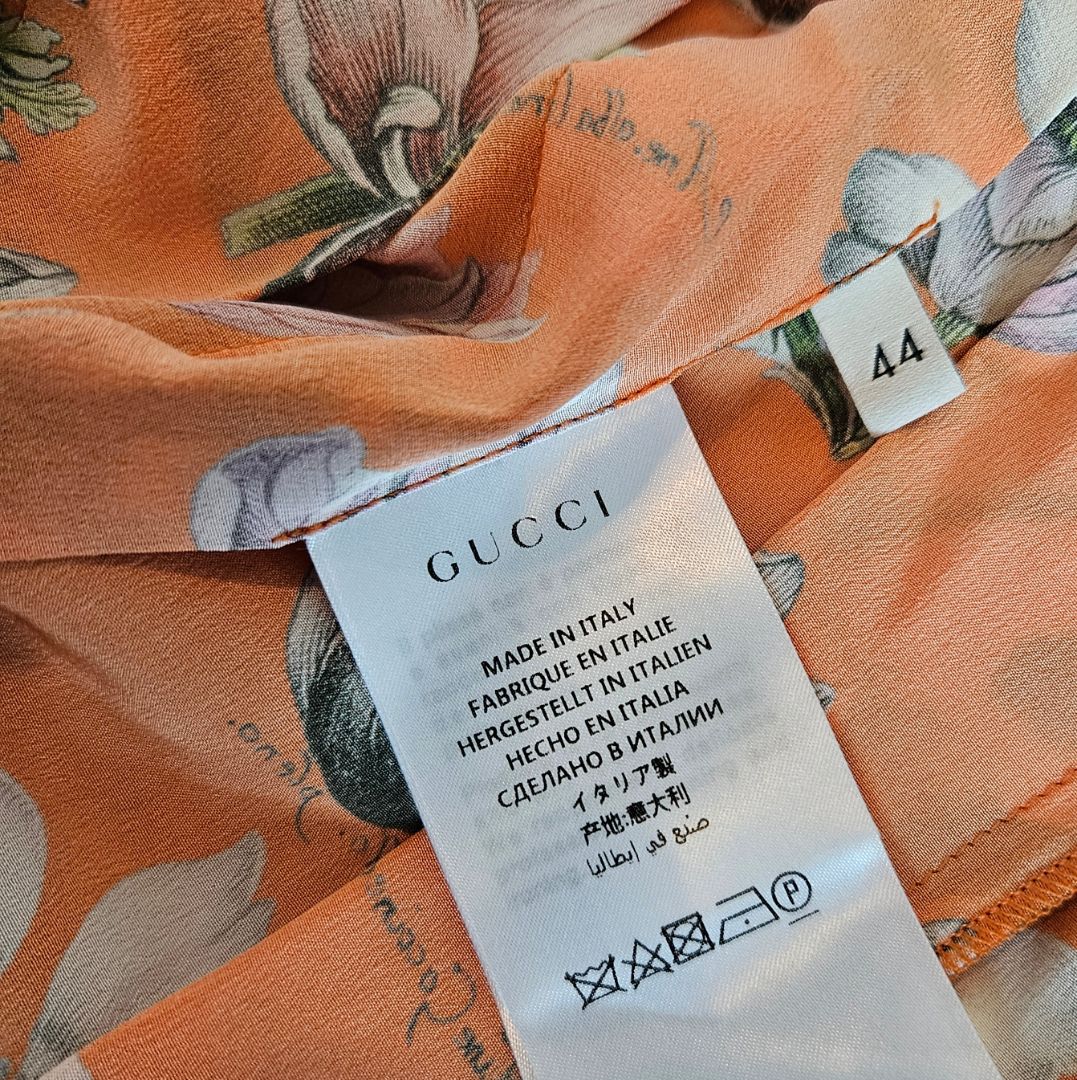 44
GUCCI
MADE IN ITALY
FABRIQUE EN ITALIE
HERGESTELLT IN ITALIEN
HECHO EN ITALIA
СДЕЛАНО В ИТАЛИИ
イタリア製
产地:意大利
صنع في إيطاليا
P